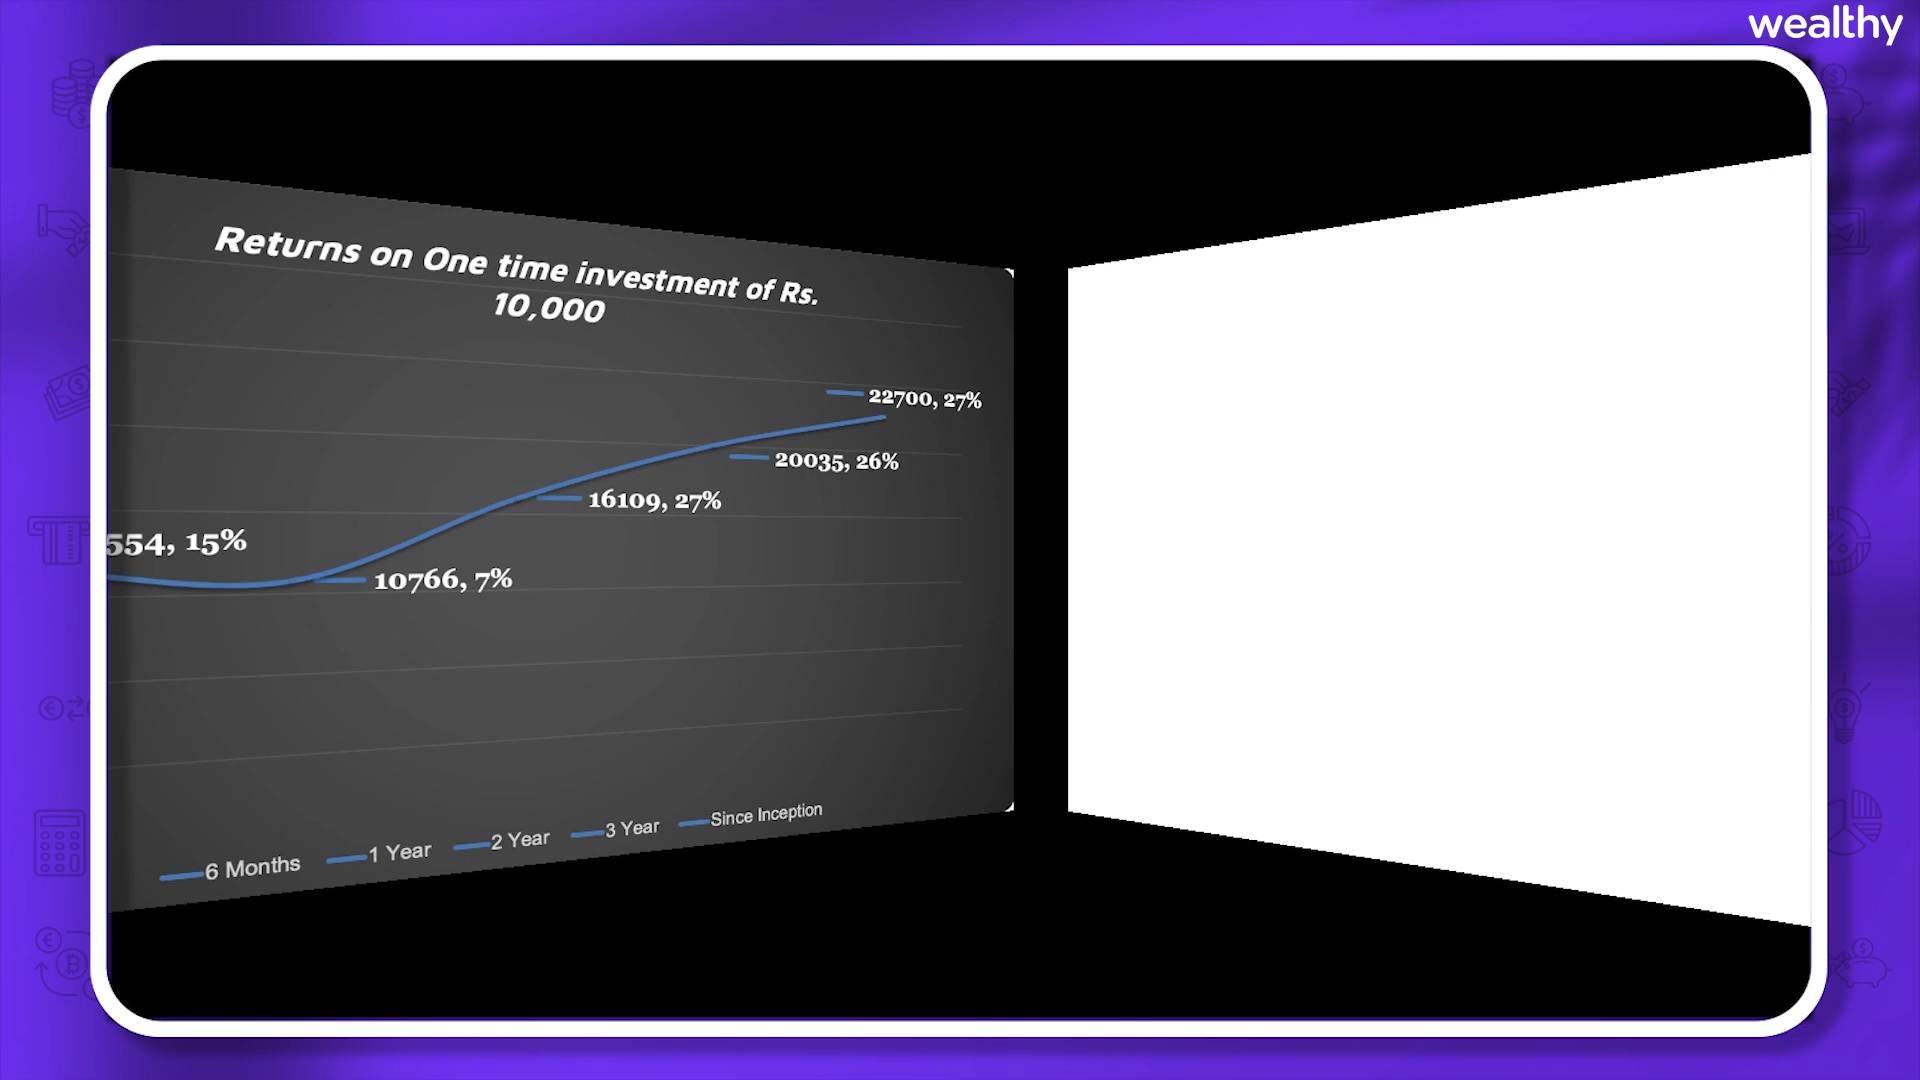 wealthy
Returns on One time investment of Rs.
10,000
22700, 27%
20035, 26%
16109, 27%
554, 15%
10766, 7%
6 Months 1 Year 2 Year 3 Year Since Inception